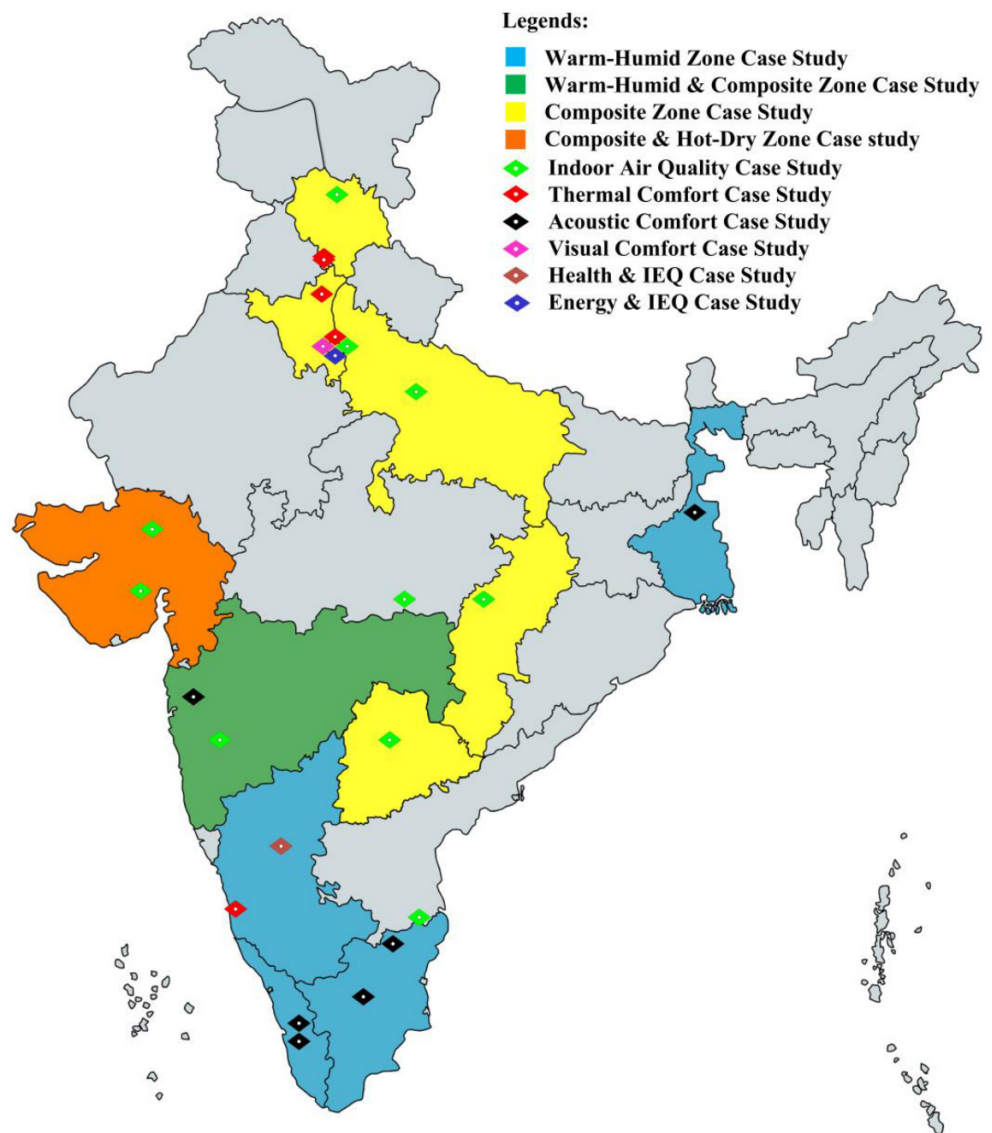 Legends:
Warm-Humid Zone Case Study
Warm-Humid & Composite Zone Case Study
Composite Zone Case Study
Composite & Hot-Dry Zone Case study
Indoor Air Quality Case Study
Thermal Comfort Case Study
Acoustic Comfort Case Study
Visual Comfort Case Study
Health & IEQ Case Study
Energy & IEQ Case Study